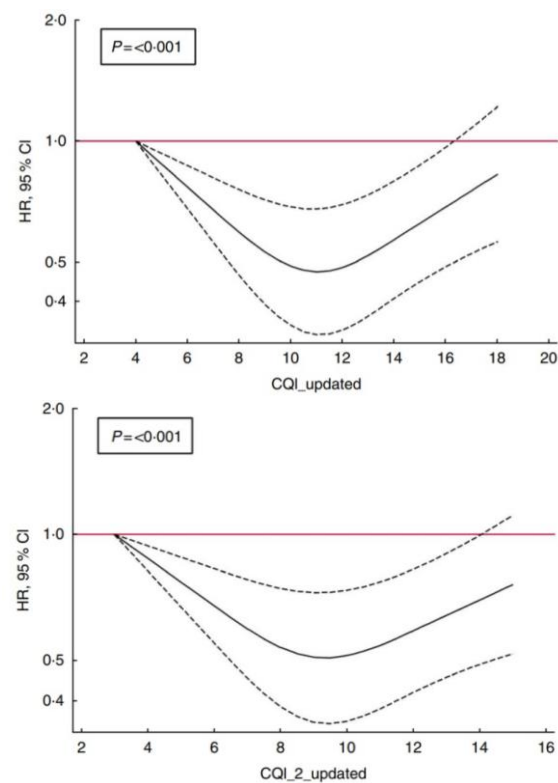 2·0
P=<0·001
1·0
HR, 95 % CI
0·5
0·4
2 4 6 8 10 12 14 16 18 20
CQI_updated
2·0
P=<0·001
1·0
HR, 95 % CI
0·5
0·4
2 4 6 8 10 12 14 16
CQI_2_updated